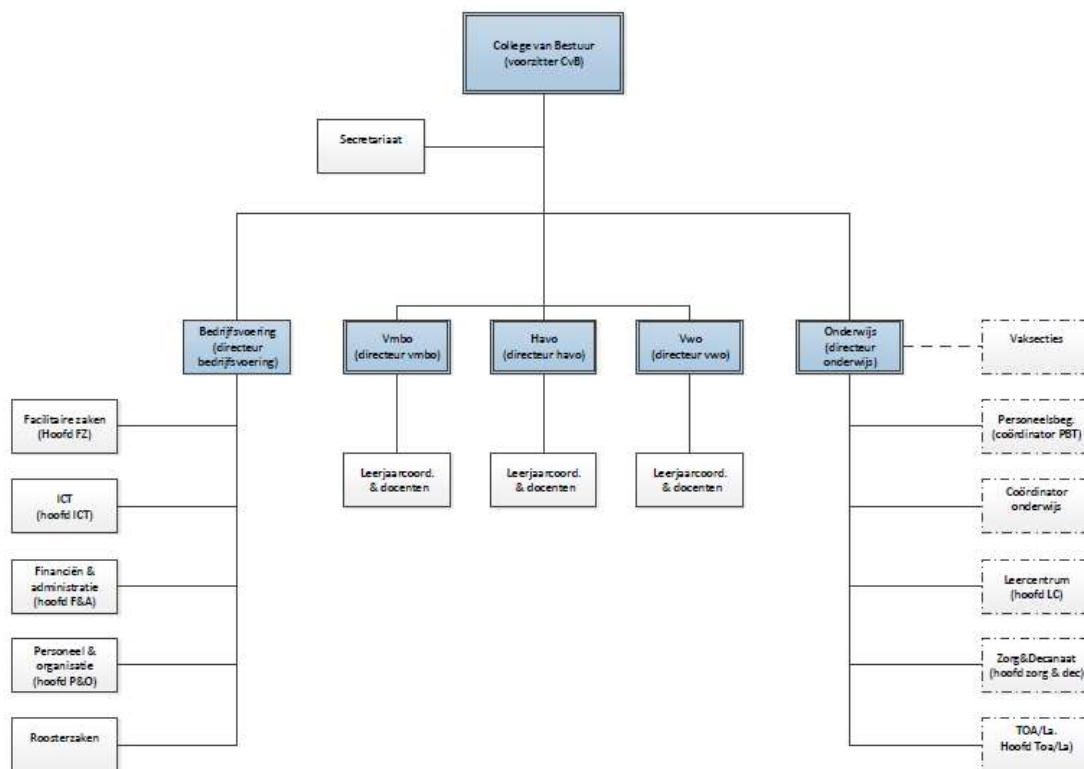 College van Bestuur
(voorzitter CvB)
Secretariaat
Bedrijfsvoering
(directeur
bedrijfsvoering)
Vmbo
(directeur vmbo)
Havo
(directeur havo)
Vwo
(directeur vwo)
Onderwijs
(directeur
onderwijs)
Vaksecties
Facilitaire zaken
(Hoofd FZ)
ICT
(hoofd ICT)
Financiën &
administratie
(hoofd F&A)
Personeel &
organisatie
(hoofd P&O)
Roosterzaken
Leerjaarcoord.
& docenten
Leerjaarcoord.
& docenten
Leerjaarcoord.
& docenten
Personeelsbeg.
(coördinator PBT)
Coördinator
onderwijs
Leercentrum
(hoofd LC)
Zorg&Decanaat
(hoofd zorg & dec)
TOA/La.
Hoofd Toa/La)